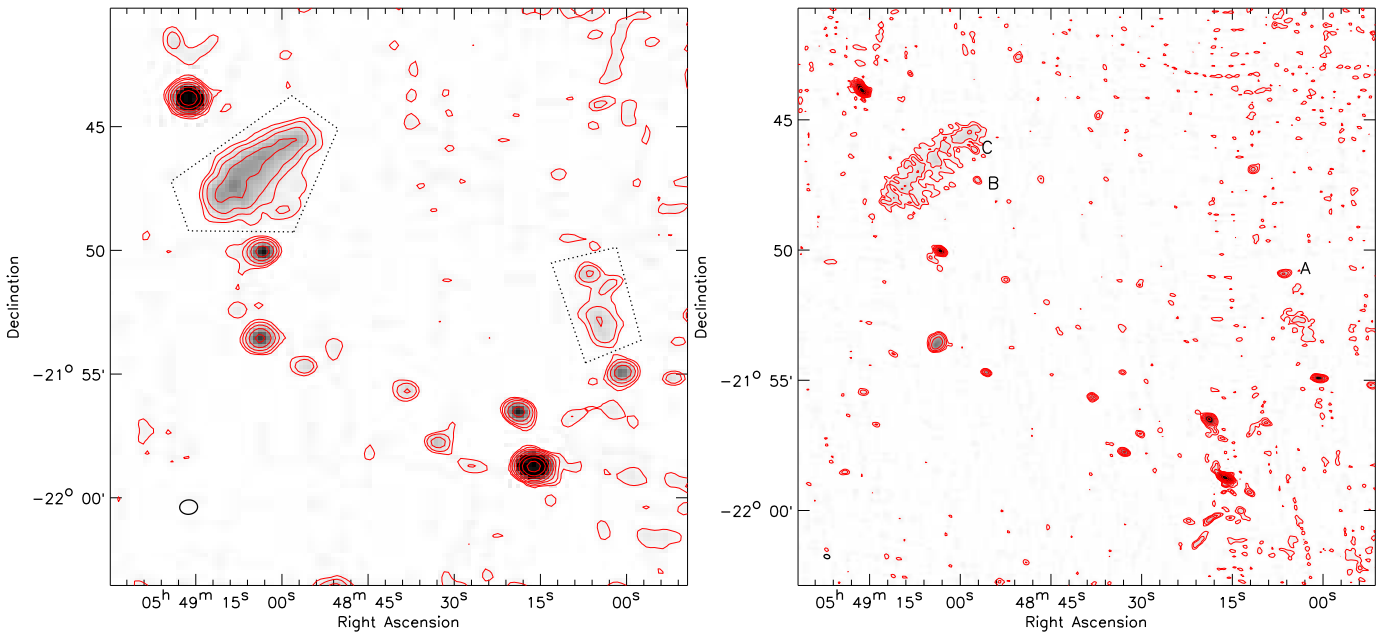 45
50
−21° 55'
−22° 00'
Declination
05ʰ 49ᵐ 15ˢ 00ˢ 48ᵐ 45ˢ 30ˢ 15ˢ 00ˢ
Right Ascension
C
B
A
45
50
−21° 55'
−22° 00'
Declination
05ʰ 49ᵐ 15ˢ 00ˢ 48ᵐ 45ˢ 30ˢ 15ˢ 00ˢ
Right Ascension